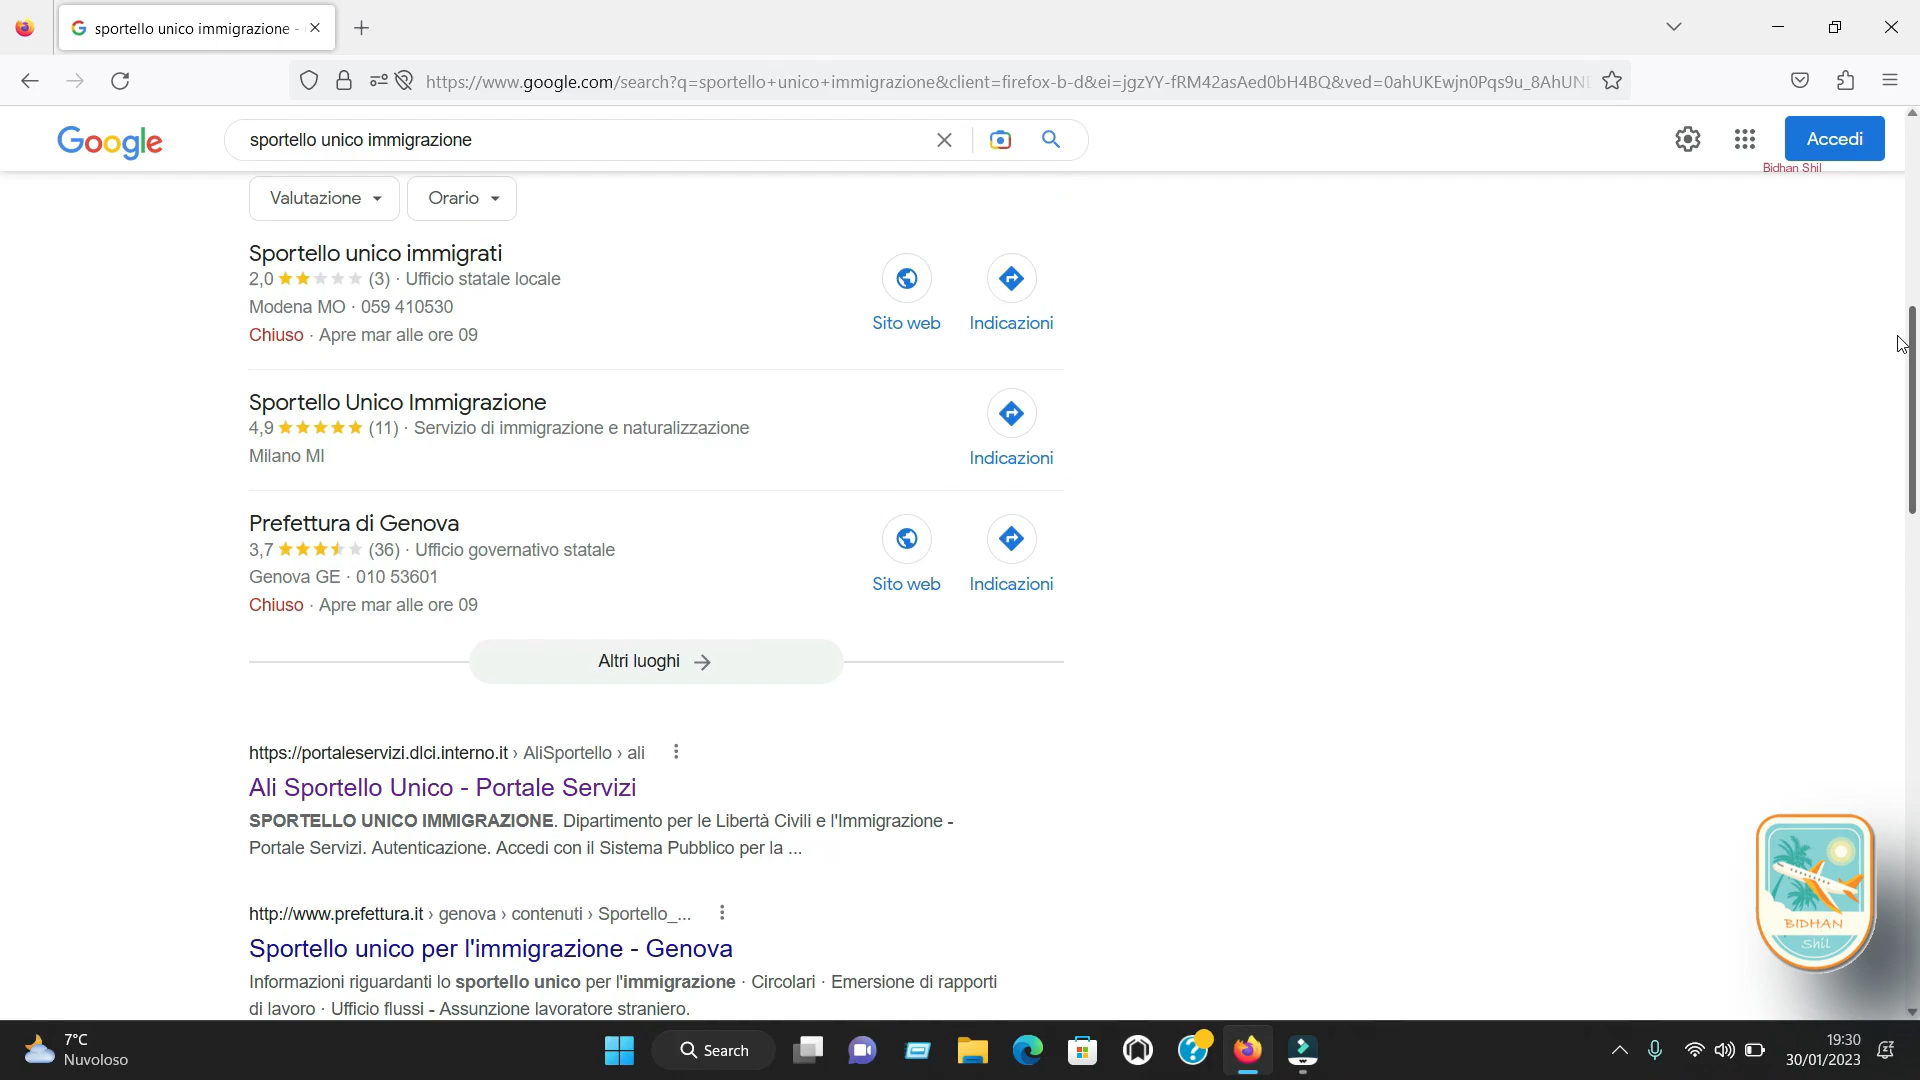 sportello unico immigrazione -
https://www.google.com/search?q=sportello+unico+immigrazione&client=firefox-b-d&ei=jgzYY-fRM42asAed0bH4BQ&ved=0ahUKEwjn0Pqs9u_8AhUN
Google
sportello unico immigrazione
Accedi
Bidhan Shil
Valutazione
Orario
Sportello unico immigrati
2,0 (3) · Ufficio statale locale
Modena MO · 059 410530
Chiuso · Apre mar alle ore 09
Sito web
Indicazioni
Sportello Unico Immigrazione
4,9 (11) · Servizio di immigrazione e naturalizzazione
Milano MI
Indicazioni
Prefettura di Genova
3,7 (36) · Ufficio governativo statale
Genova GE · 010 53601
Chiuso · Apre mar alle ore 09
Sito web
Indicazioni
Altri luoghi
https://portaleservizi.dlci.interno.it › AliSportello › ali
Ali Sportello Unico - Portale Servizi
SPORTELLO UNICO IMMIGRAZIONE. Dipartimento per le Libertà Civili e l'Immigrazione -
Portale Servizi. Autenticazione. Accedi con il Sistema Pubblico per la ...
http://www.prefettura.it › genova › contenuti › Sportello_...
Sportello unico per l'immigrazione - Genova
Informazioni riguardanti lo sportello unico per l'immigrazione · Circolari · Emersione di rapporti
di lavoro · Ufficio flussi - Assunzione lavoratore straniero.
BIDHAN
Shil
7°C
Nuvoloso
Search
19:30
30/01/2023